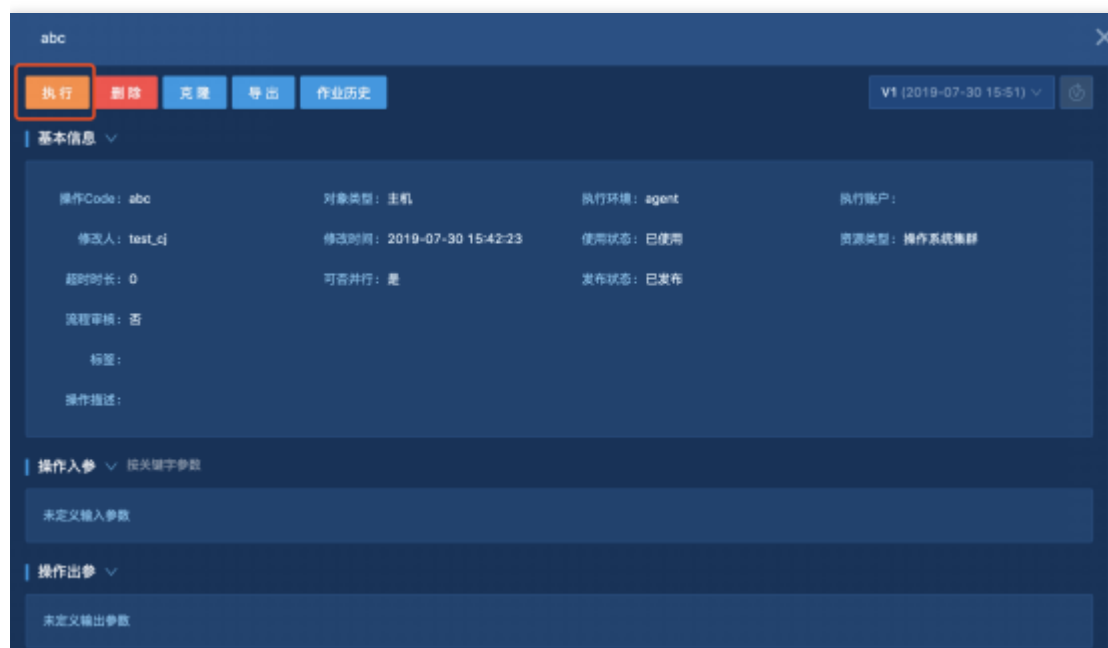 abc
执行 删除 克隆 导出 作业历史 V1 (2019-07-30 15:51)
基本信息
操作Code: abc 对象类型: 主机 执行环境: agent 执行账户:
修改人: test_cj 修改时间: 2019-07-30 15:42:23 使用状态: 已使用 资源类型: 操作系统集群
超时时长: 0 可否并行: 是 发布状态: 已发布
流程审核: 否
标签:
操作描述:
操作入参 按关键字参数
未定义输入参数
操作出参
未定义输出参数